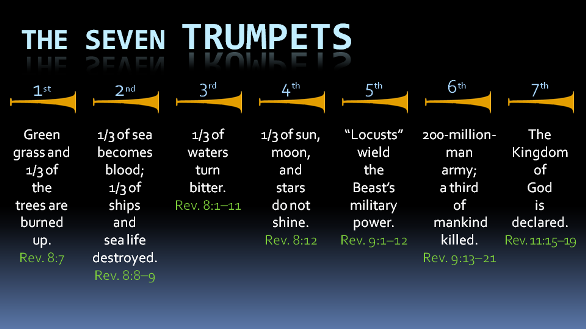 THE SEVEN TRUMPETS
1st
Green
grass and
1/3 of
the
trees are
burned
up.
Rev. 8:7
2nd
1/3 of sea
becomes
blood;
1/3 of
ships
and
sea life
destroyed.
Rev. 8:8–9
3rd
1/3 of
waters
turn
bitter.
Rev. 8:1–11
4th
1/3 of sun,
moon,
and
stars
do not
shine.
Rev. 8:12
5th
“Locusts”
wield
the
Beast’s
military
power.
Rev. 9:1–12
6th
200-million-
man
army;
a third
of
mankind
killed.
Rev. 9:13–21
7th
The
Kingdom
of
God
is
declared.
Rev. 11:15–19